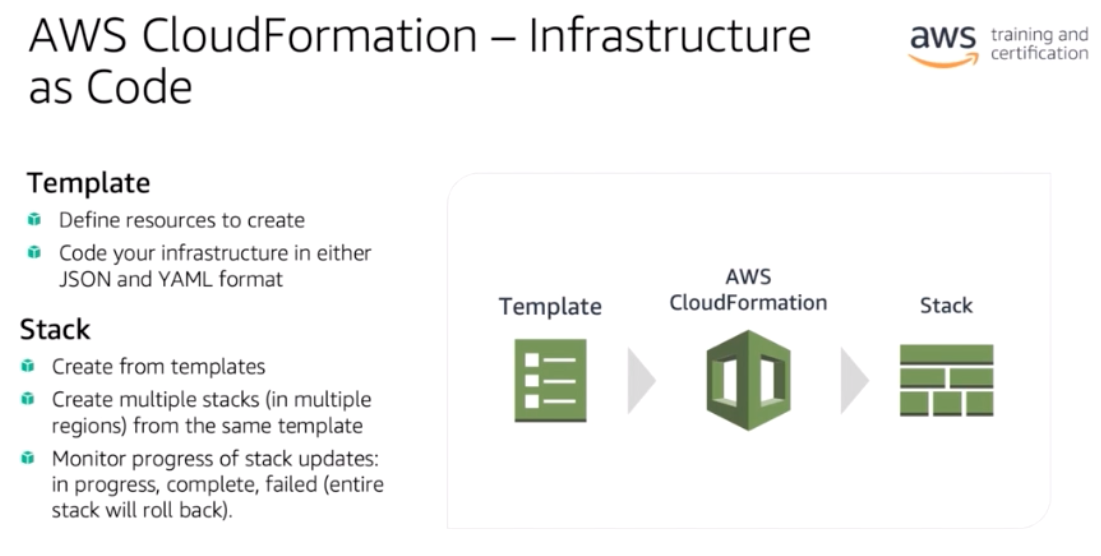 AWS CloudFormation – Infrastructure
as Code
aws training and
certification
Template
Define resources to create
Code your infrastructure in either
JSON and YAML format
Stack
Create from templates
Create multiple stacks (in multiple
regions) from the same template
Monitor progress of stack updates:
in progress, complete, failed (entire
stack will roll back).
Template
AWS
CloudFormation
Stack